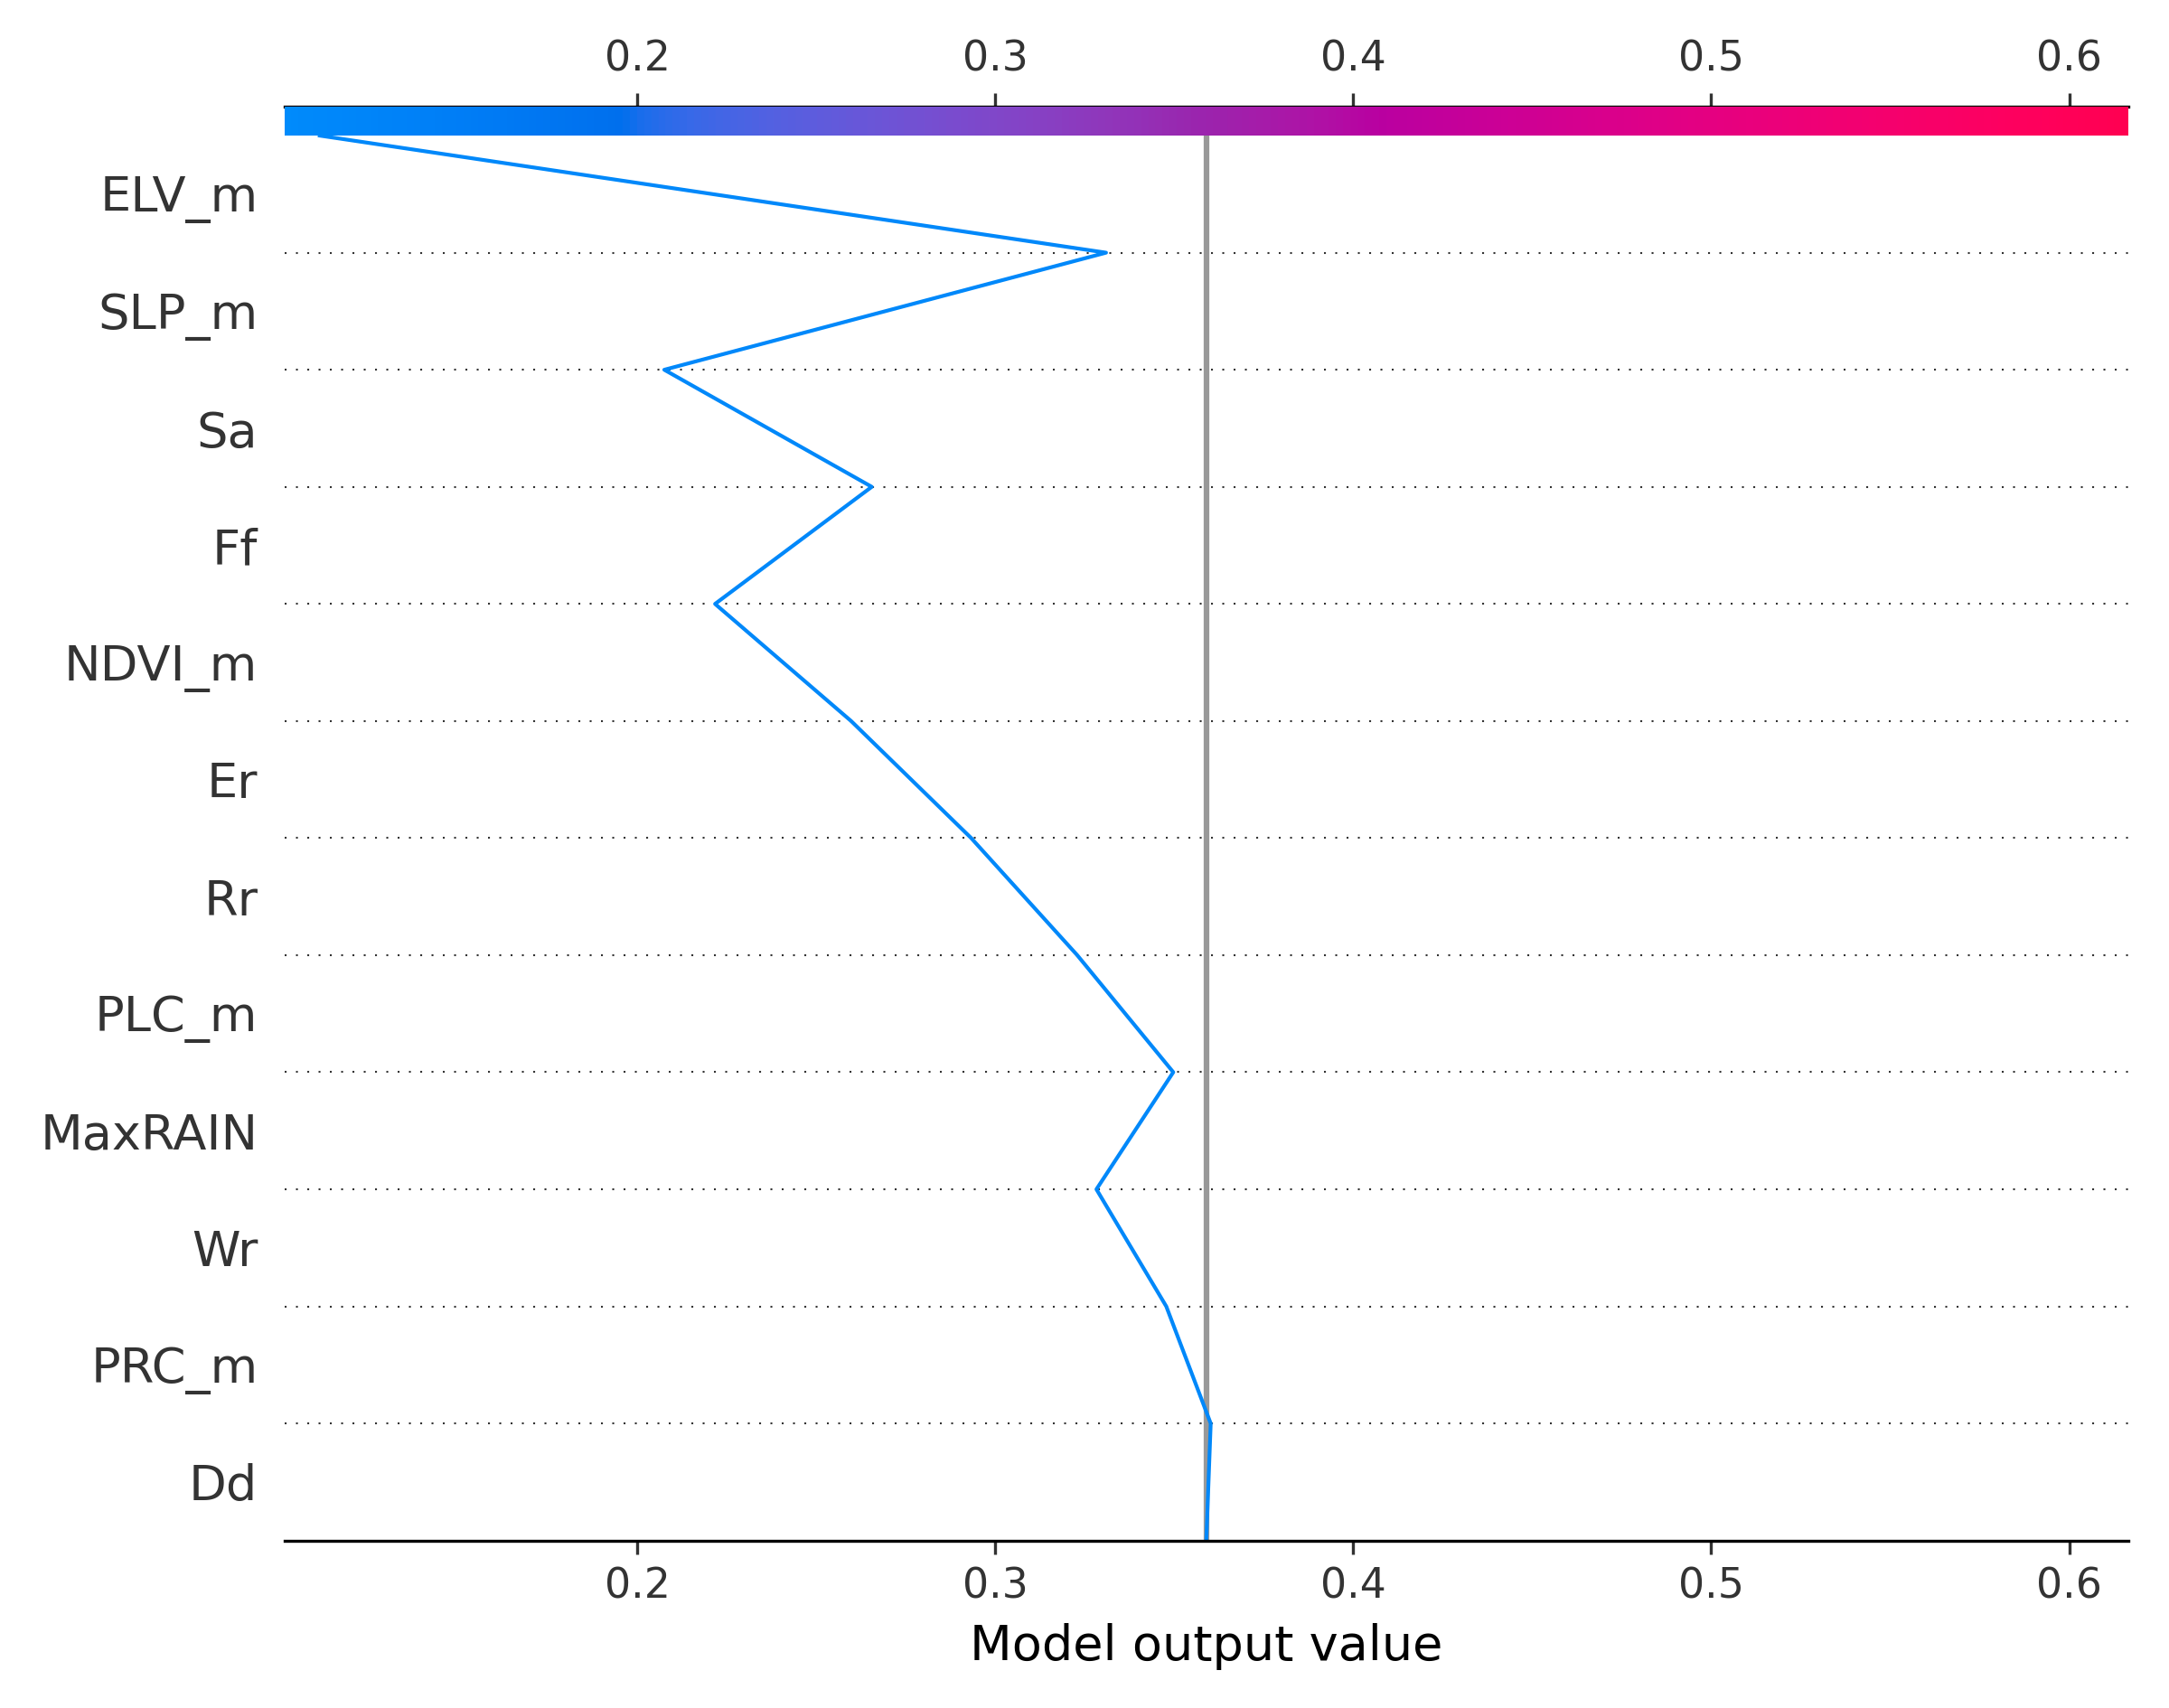 0.2 0.3 0.4 0.5 0.6
ELV_m
SLP_m
Sa
Ff
NDVI_m
Er
Rr
PLC_m
MaxRAIN
Wr
PRC_m
Dd
0.2 0.3 0.4 0.5 0.6
Model output value